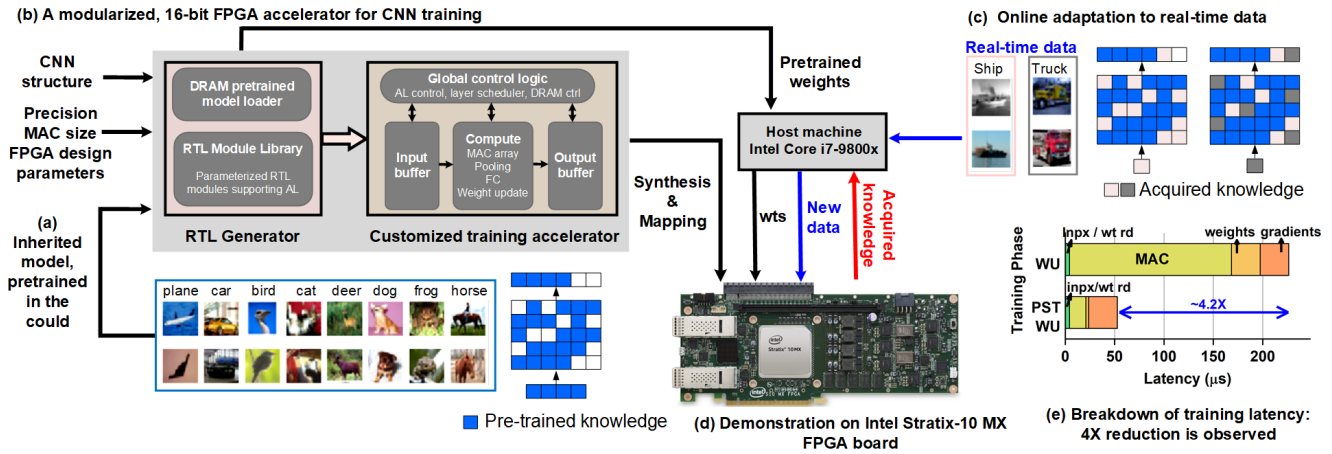 (b) A modularized, 16-bit FPGA accelerator for CNN training
CNN
structure
Precision
MAC size
FPGA design
parameters
(a)
Inherited
model,
pretrained
in the
could
DRAM pretrained
model loader
RTL Module Library
Parameterized RTL
modules supporting AL
RTL Generator
Global control logic
AL control, layer scheduler, DRAM ctrl
Input
buffer
Compute
MAC array
Pooling
FC
Weight update
Output
buffer
Customized training accelerator
plane car bird cat deer dog frog horse
Pre-trained knowledge
Pretrained
weights
Host machine
Intel Core i7-9800x
Synthesis
&
Mapping
wts
New
data
Acquired
knowledge
intel
Stratix 10 MX
(d) Demonstration on Intel Stratix-10 MX
FPGA board
(c) Online adaptation to real-time data
Real-time data
Ship
Truck
Acquired knowledge
Training Phase
WU
PST
WU
Inpx / wt rd
weights
gradients
MAC
inpx/wt rd
~4.2X
0 50 100 150 200
Latency (µs)
(e) Breakdown of training latency:
4X reduction is observed